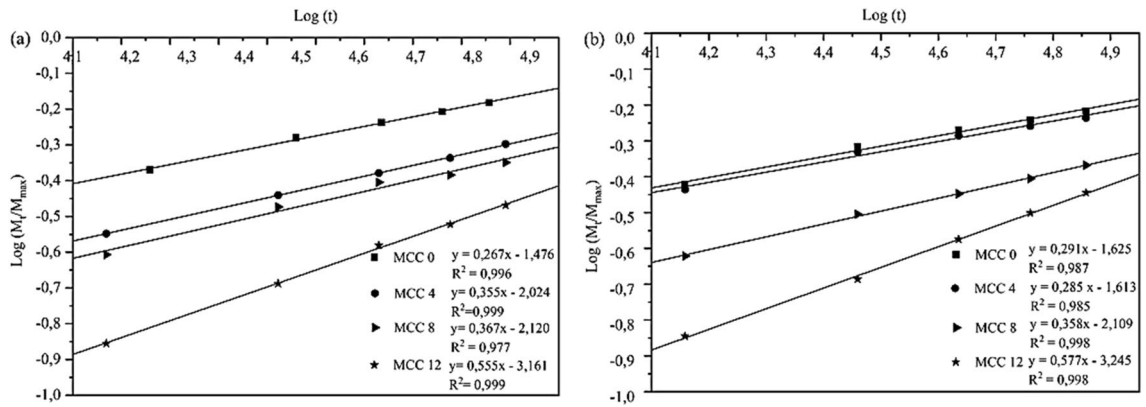 Log (t)
(a)
0,0
4,1 4,2 4,3 4,4 4,5 4,6 4,7 4,8 4,9
-0,1
-0,2
-0,3
-0,4
-0,5
-0,6
-0,7
-0,8
-0,9
-1,0
Log (Mt/Mmax)
MCC 0 y = 0,267x - 1,476
R² = 0,996
MCC 4 y= 0,355x - 2,024
R²=0,999
MCC 8 y= 0,367x - 2,120
R² = 0,977
MCC 12 y= 0,555x - 3,161
R²= 0,999
Log (t)
(b)
0,0
4,1 4,2 4,3 4,4 4,5 4,6 4,7 4,8 4,9
-0,1
-0,2
-0,3
-0,4
-0,5
-0,6
-0,7
-0,8
-0,9
-1,0
Log (Mt/Mmax)
MCC 0 y = 0,291x - 1,625
R² = 0,987
MCC 4 y= 0,285x - 1,613
R² = 0,985
MCC 8 y = 0,358x - 2,109
R² = 0,998
MCC 12 y = 0,577x - 3,245
R² = 0,998